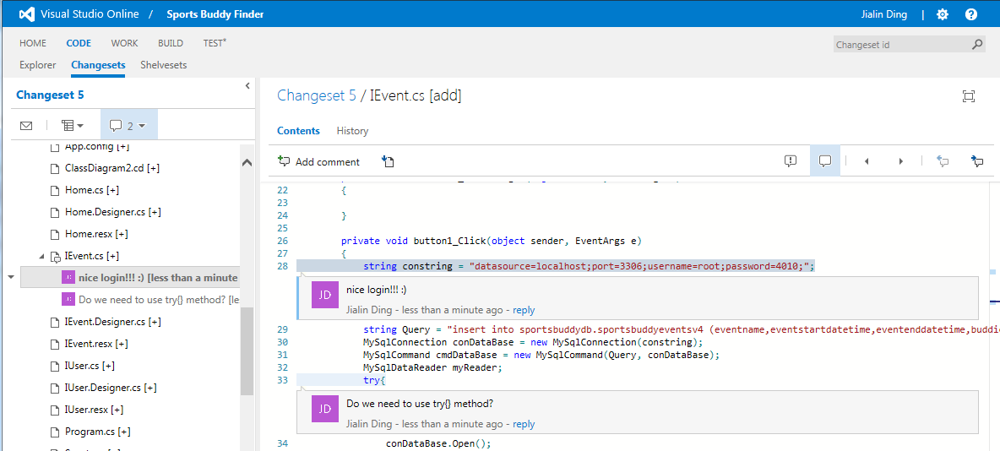 Visual Studio Online / Sports Buddy Finder Jialin Ding
HOME CODE WORK BUILD TEST*
Changeset id
Explorer Changesets Shelvesets
Changeset 5
2
App.config [+]
ClassDiagram2.cd [+]
Home.cs [+]
Home.Designer.cs [+]
Home.resx [+]
IEvent.cs [+]
nice login!!! :) [less than a minute
Do we need to use try{} method? [le
IEvent.Designer.cs [+]
IEvent.resx [+]
IUser.cs [+]
IUser.Designer.cs [+]
IUser.resx [+]
Program.cs [+]
Changeset 5 / IEvent.cs [add]
Contents History
Add comment
22 {
23
24 }
25
26 private void button1_Click(object sender, EventArgs e)
27 {
28 string constring = "datasource=localhost;port=3306;username=root;password=4010;";
JD nice login!!! :)
Jialin Ding - less than a minute ago - reply
29 string Query = "insert into sportsbuddydb.sportsbuddyeventsv4 (eventname,eventstartdatetime,eventenddatetime,buddie
30 MySqlConnection conDataBase = new MySqlConnection(constring);
31 MySqlCommand cmdDataBase = new MySqlCommand(Query, conDataBase);
32 MySqlDataReader myReader;
33 try{
JD Do we need to use try{} method?
Jialin Ding - less than a minute ago - reply
34 conDataBase.Open();